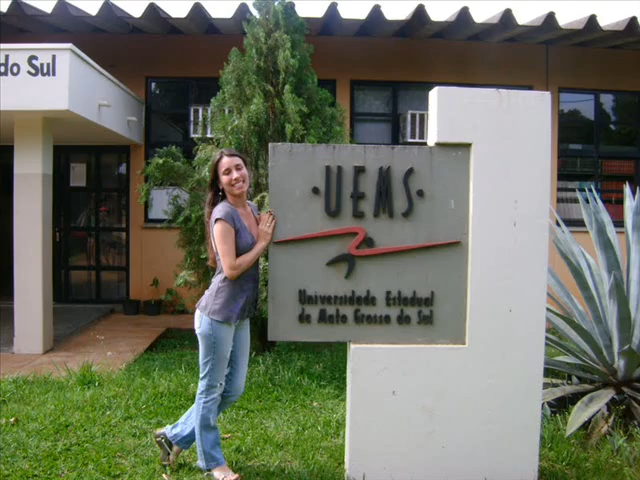 do Sul
·UEMS·
Universidade Estadual
de Mato Grosso do Sul